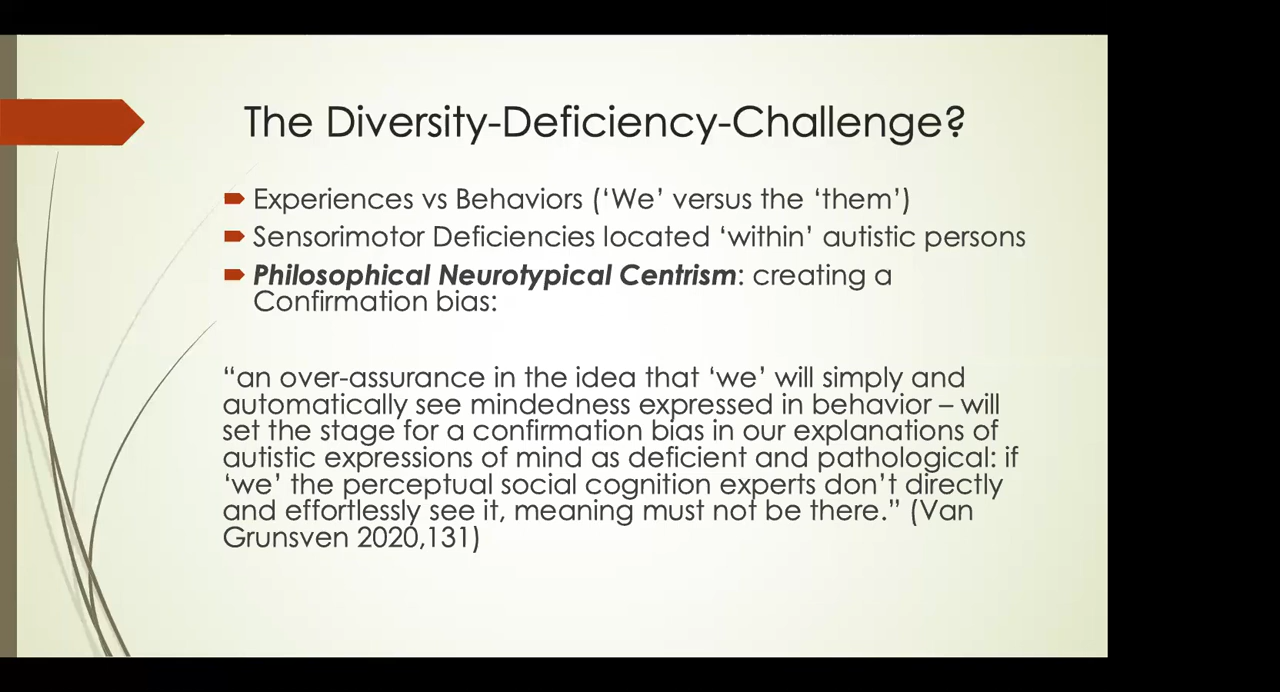 The Diversity-Deficiency-Challenge?
Experiences vs Behaviors (‘We’ versus the ‘them’)
Sensorimotor Deficiencies located ‘within’ autistic persons
Philosophical Neurotypical Centrism: creating a
Confirmation bias:
“an over-assurance in the idea that ‘we’ will simply and
automatically see mindedness expressed in behavior – will
set the stage for a confirmation bias in our explanations of
autistic expressions of mind as deficient and pathological: if
‘we’ the perceptual social cognition experts don’t directly
and effortlessly see it, meaning must not be there.” (Van
Grunsven 2020,131)